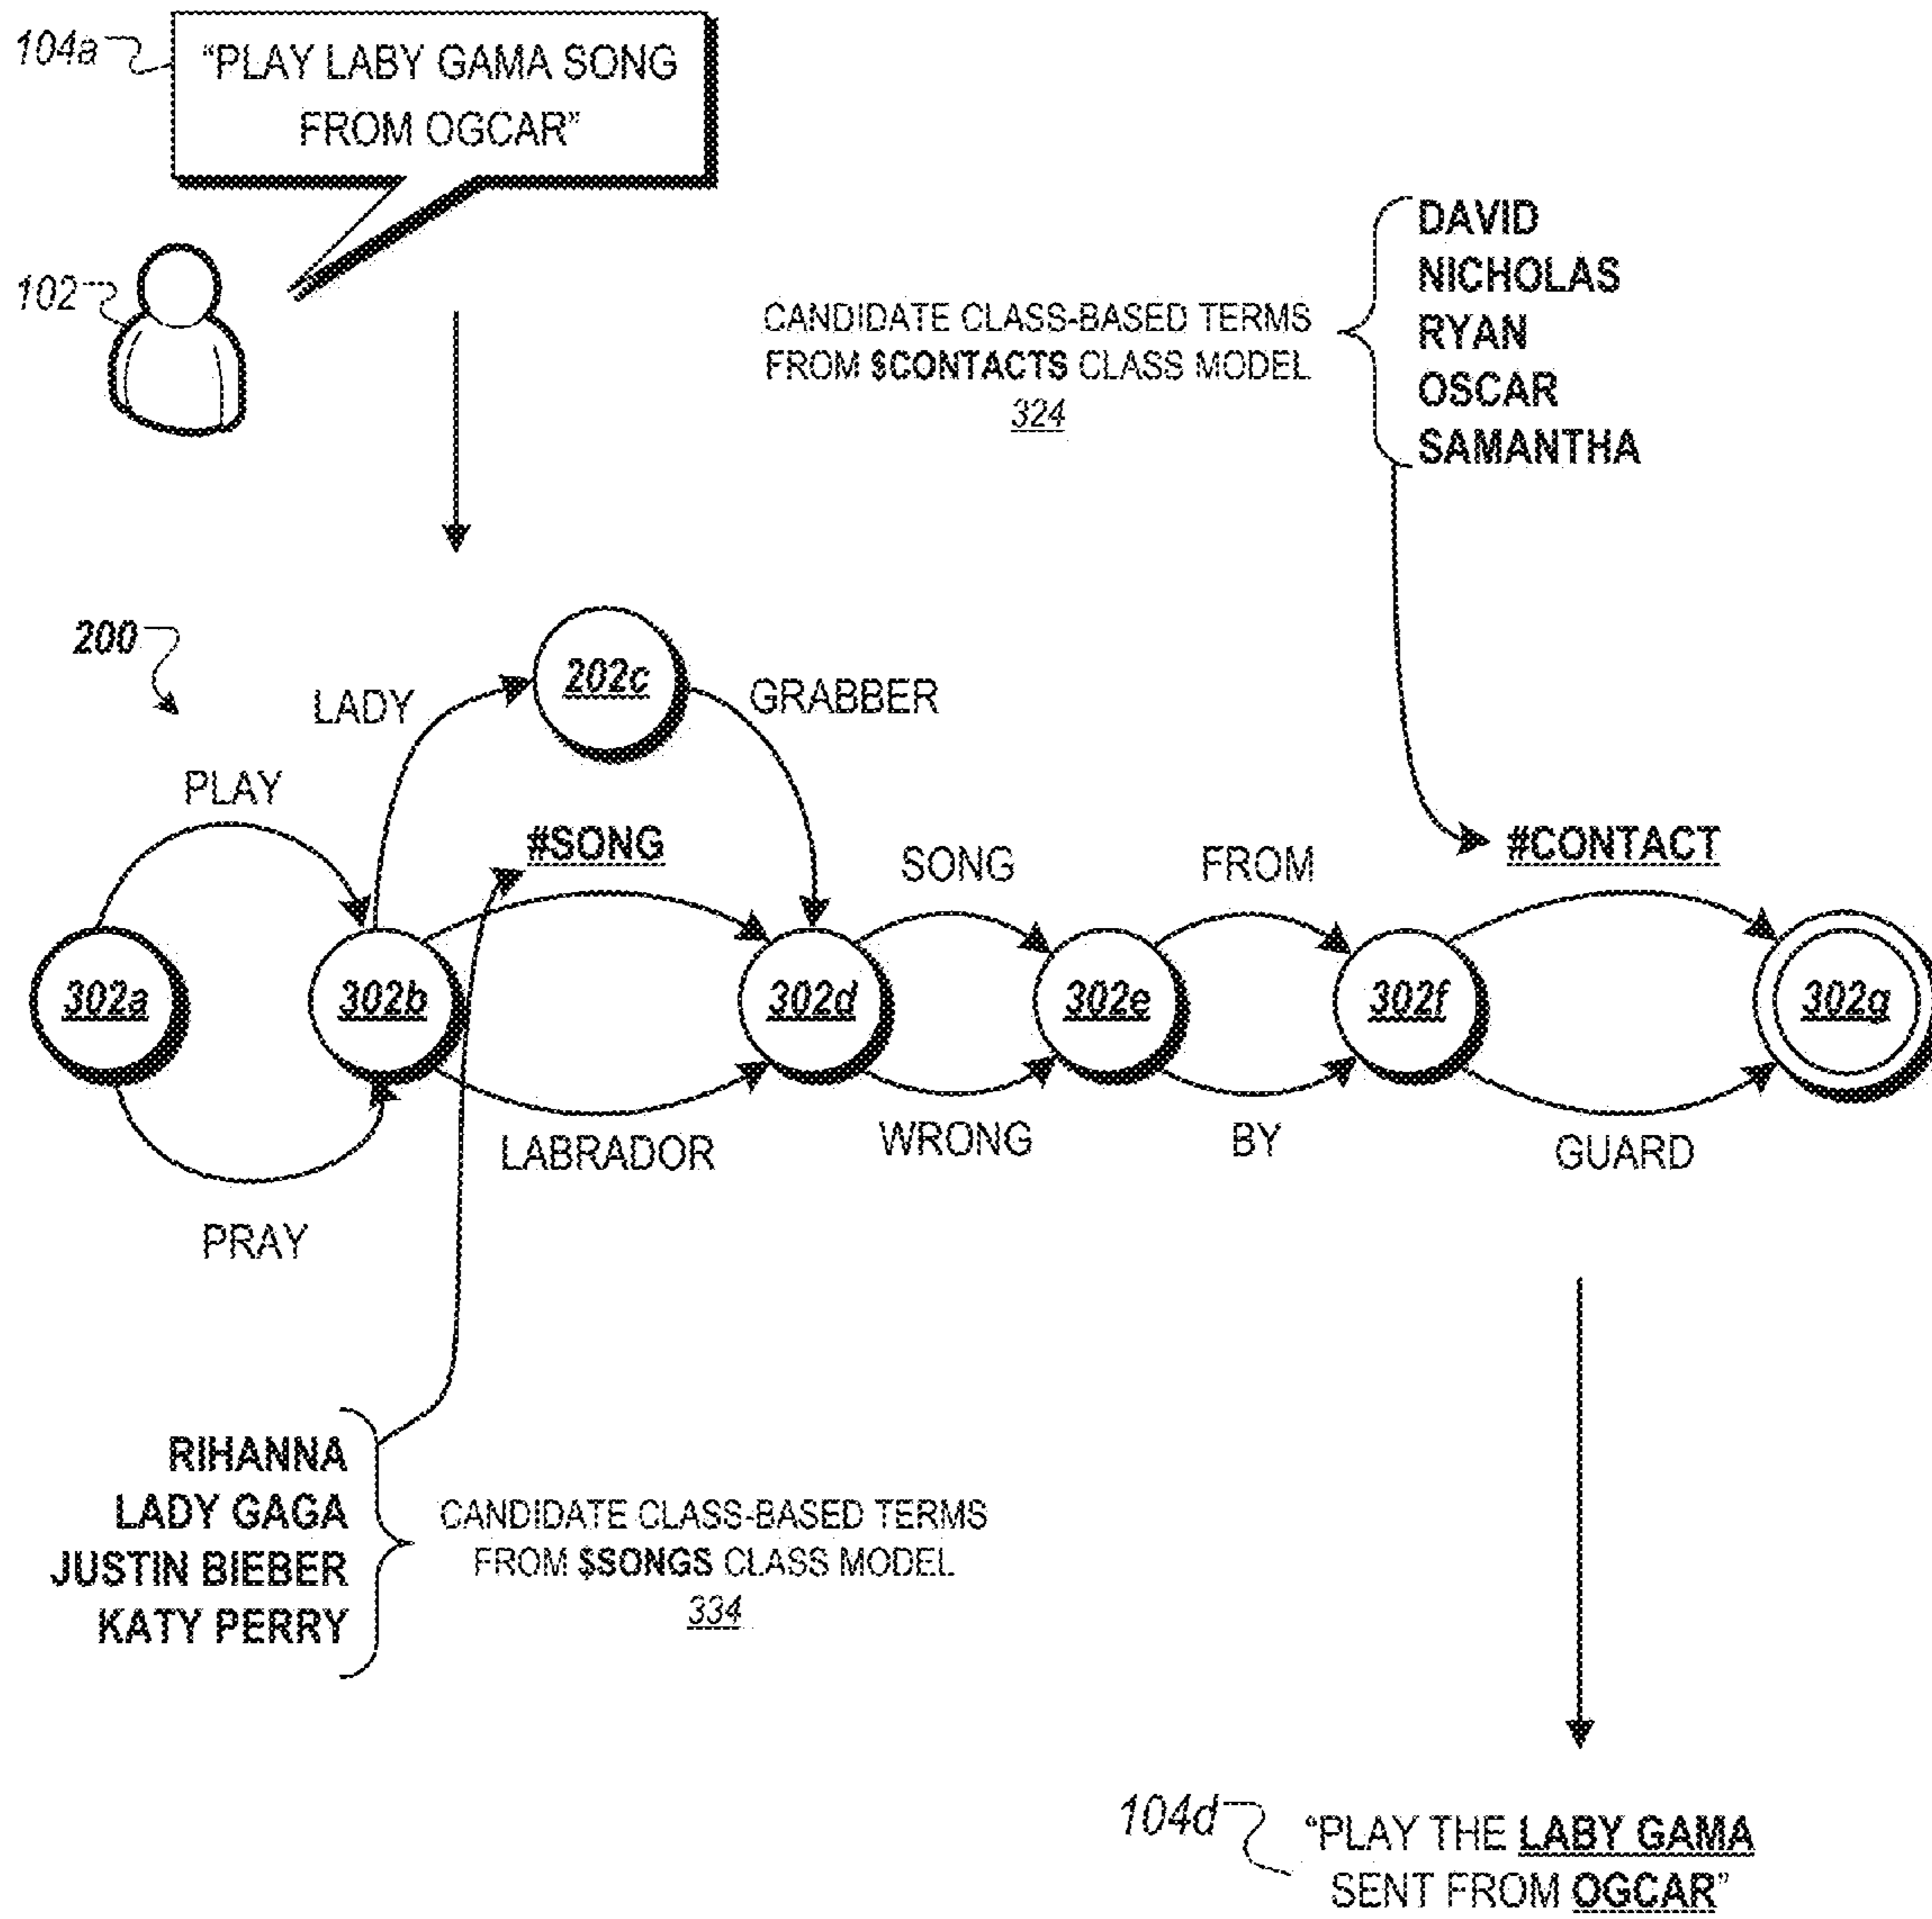 104a
"PLAY LABY GAMA SONG
FROM OGCAR"
102
DAVID
NICHOLAS
RYAN
OSCAR
SAMANTHA
CANDIDATE CLASS-BASED TERMS
FROM $CONTACTS CLASS MODEL
324
200
LADY
202c
GRABBER
PLAY
#SONG
SONG
FROM
#CONTACT
302a
302b
302d
302e
302f
302g
LABRADOR
WRONG
BY
GUARD
PRAY
RIHANNA
LADY GAGA
JUSTIN BIEBER
KATY PERRY
CANDIDATE CLASS-BASED TERMS
FROM $SONGS CLASS MODEL
334
104d
"PLAY THE LABY GAMA
SENT FROM OGCAR"